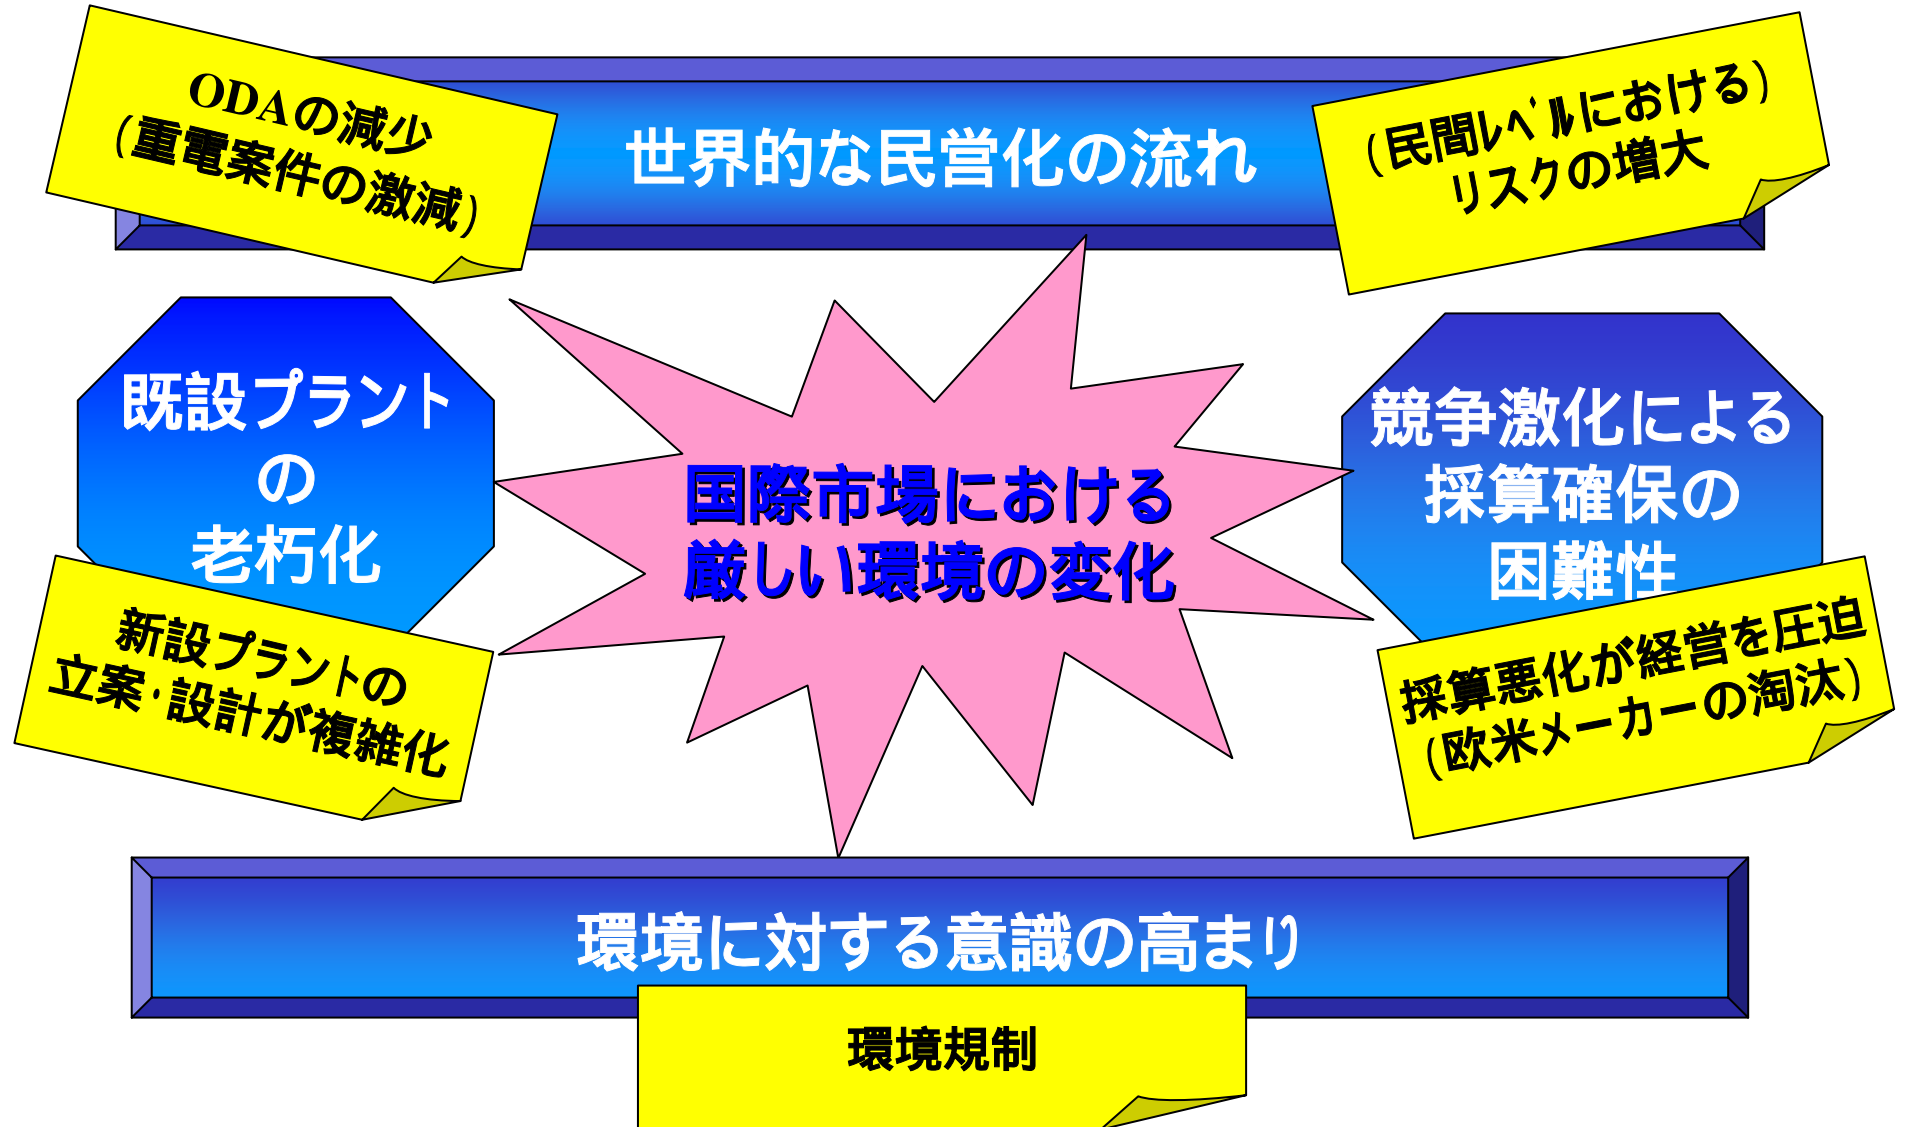 ODAの減少
（重電案件の激減）
世界的な民営化の流れ
（民間ﾚﾍﾞﾙにおける）
リスクの増大
既設プラント
の
老朽化
国際市場における
厳しい環境の変化
競争激化による
採算確保の
困難性
新設プラントの
立案・設計が複雑化
採算悪化が経営を圧迫
（欧米メーカーの淘汰）
環境に対する意識の高まり
環境規制